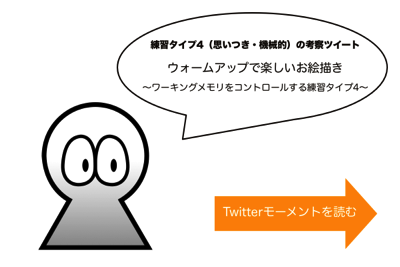 練習タイプ4（思いつき・機械的）の考察ツイート
ウォームアップで楽しいお絵描き
〜ワーキングメモリをコントロールする練習タイプ4〜
Twitterモーメントを読む